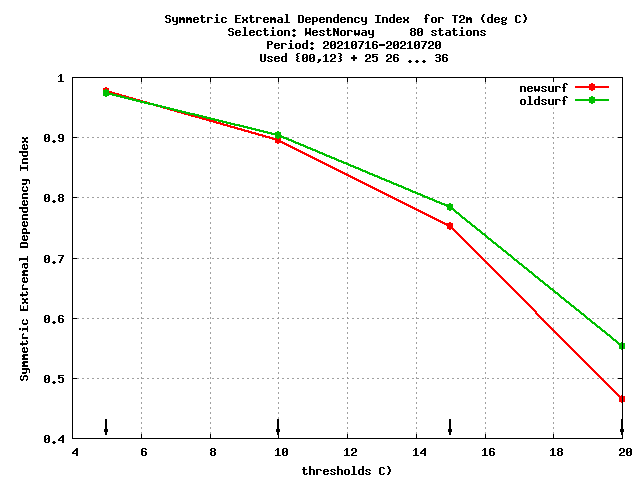 Symmetric Extremal Dependency Index  for T2m (deg C)
Selection: WestNorway     80 stations
Period: 20210716-20210720
Used {00,12} + 25 26 ... 36
newsurf
oldsurf
1
0.9
0.8
0.7
0.6
0.5
0.4
Symmetric Extremal Dependency Index
4 6 8 10 12 14 16 18 20
thresholds C)